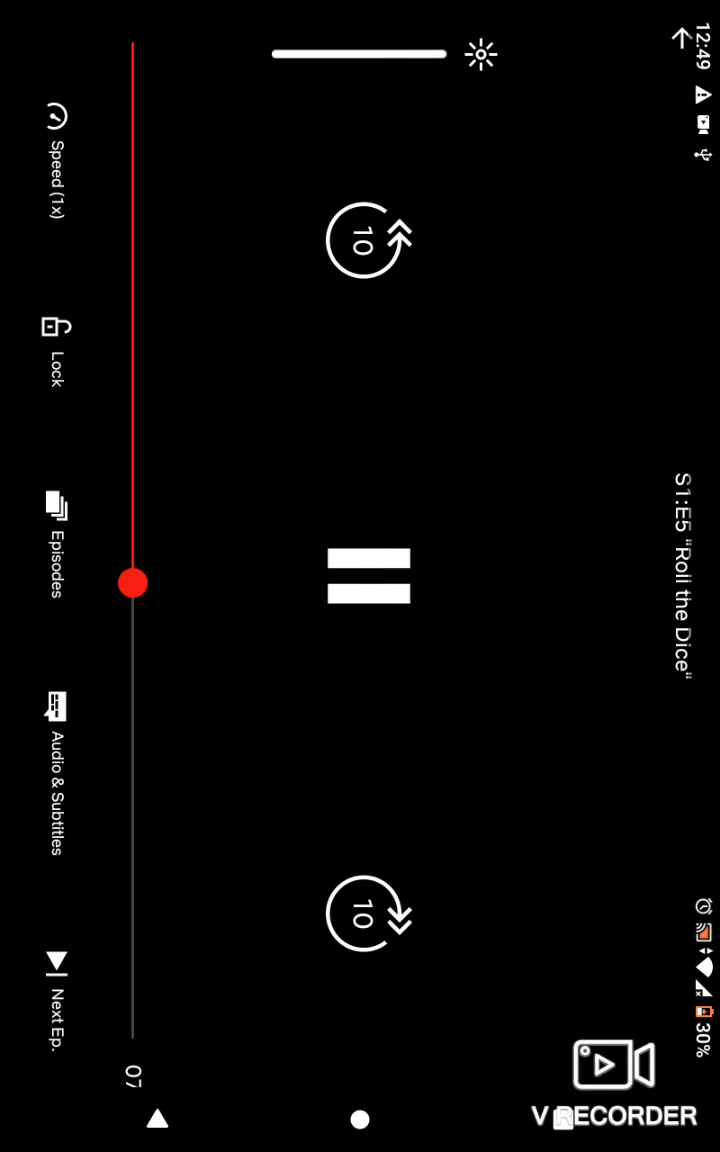 12:49
30%
S1:E5 "Roll the Dice"
10
10
07
Speed (1x)
Lock
Episodes
Audio & Subtitles
Next Ep.
V RECORDER